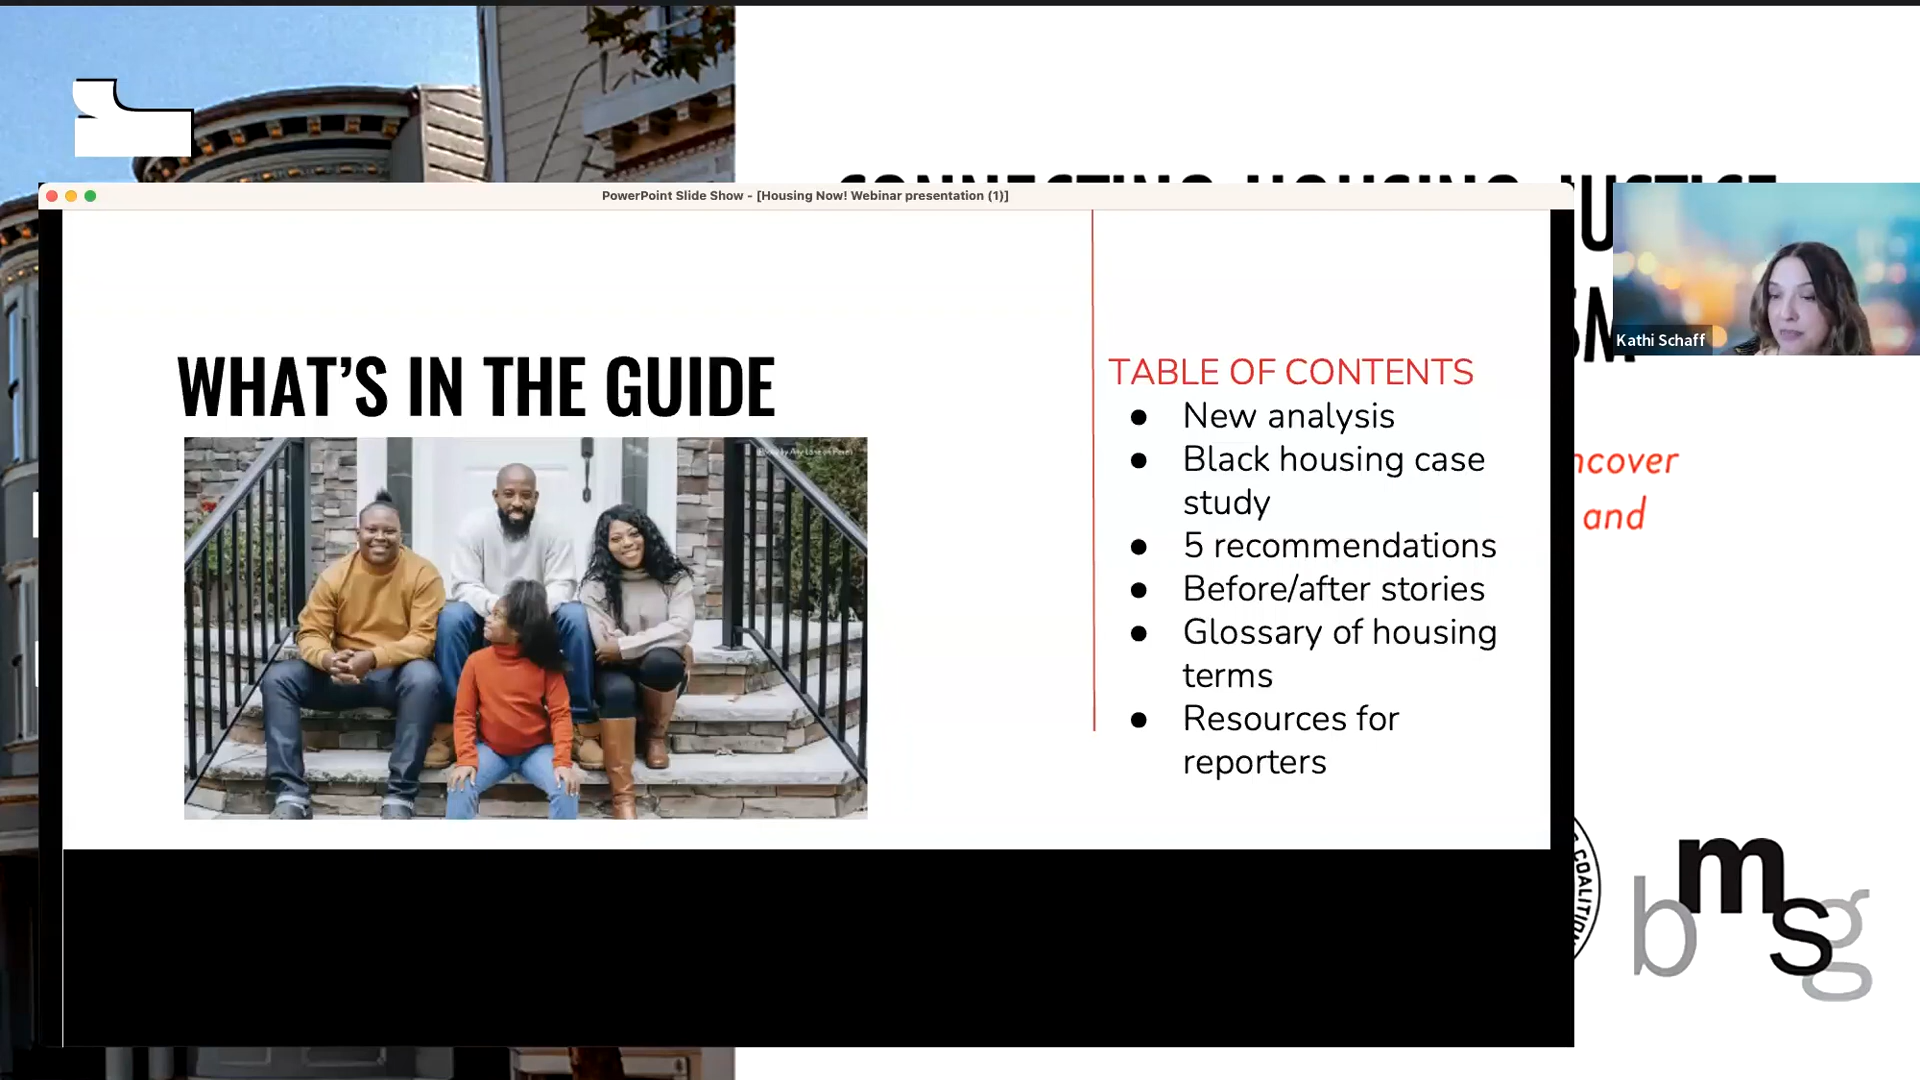 CONNECTING HOUSING JUSTICE
PowerPoint Slide Show - [Housing Now! Webinar presentation (1)]
Kathi Schaff
WHAT'S IN THE GUIDE
TABLE OF CONTENTS
● New analysis
● Black housing case
study
● 5 recommendations
● Before/after stories
● Glossary of housing
terms
● Resources for
reporters
and
COALITION
bmsg